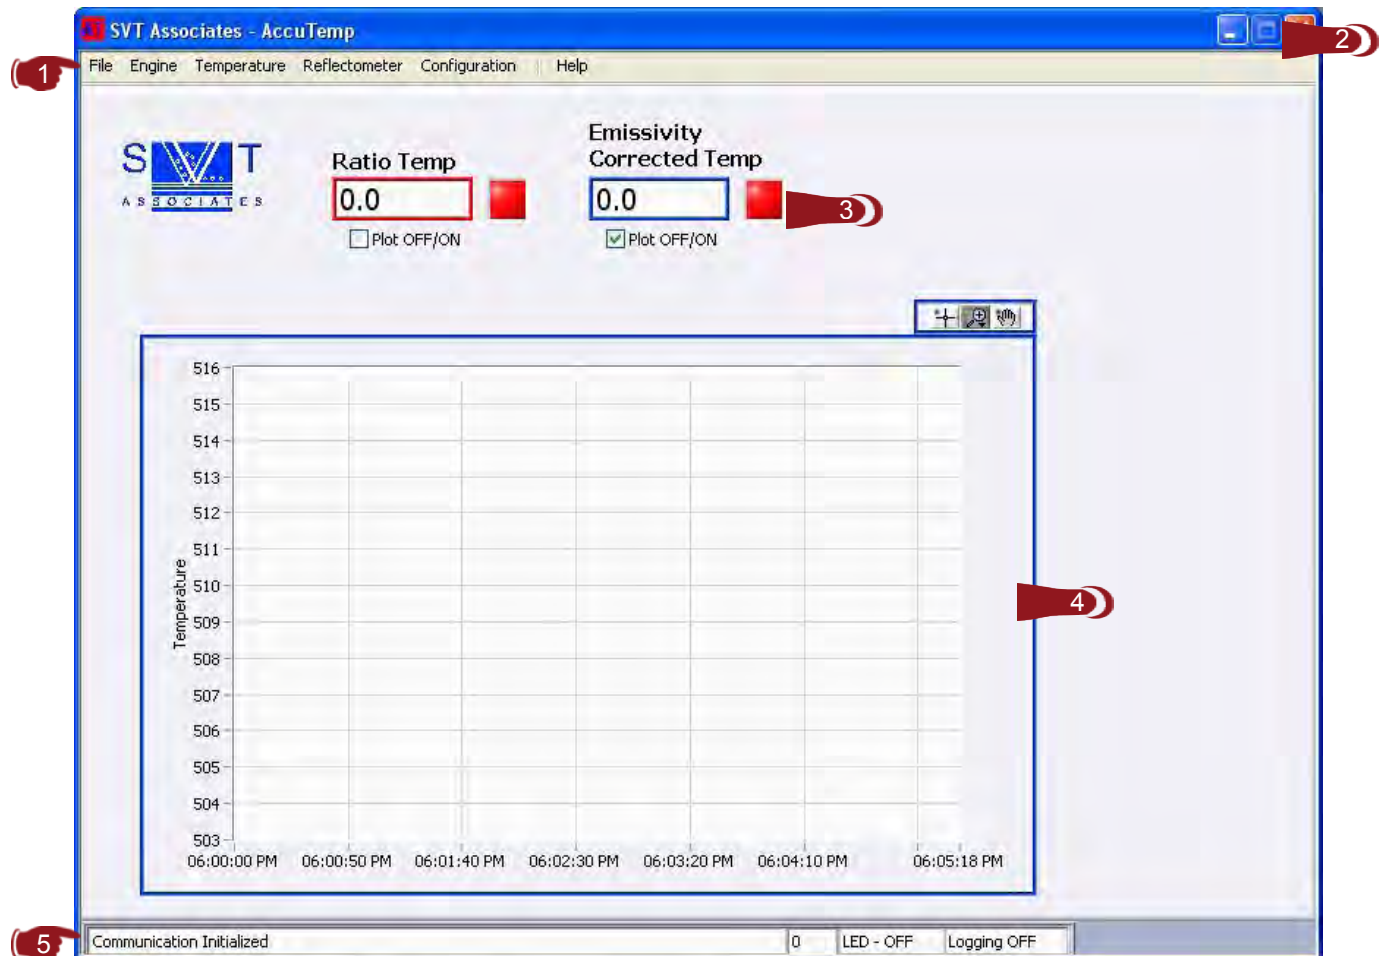 SVT Associates - AccuTemp
2
1
File Engine Temperature Reflectometer Configuration Help
S V T
ASSOCIATES
Ratio Temp
0.0
Plot OFF/ON
Emissivity
Corrected Temp
0.0
Plot OFF/ON
3
516
515
514
513
512
511
510
509
508
507
506
505
504
503
Temperature
06:00:00 PM 06:00:50 PM 06:01:40 PM 06:02:30 PM 06:03:20 PM 06:04:10 PM 06:05:18 PM
4
5
Communication Initialized 0 LED - OFF Logging OFF